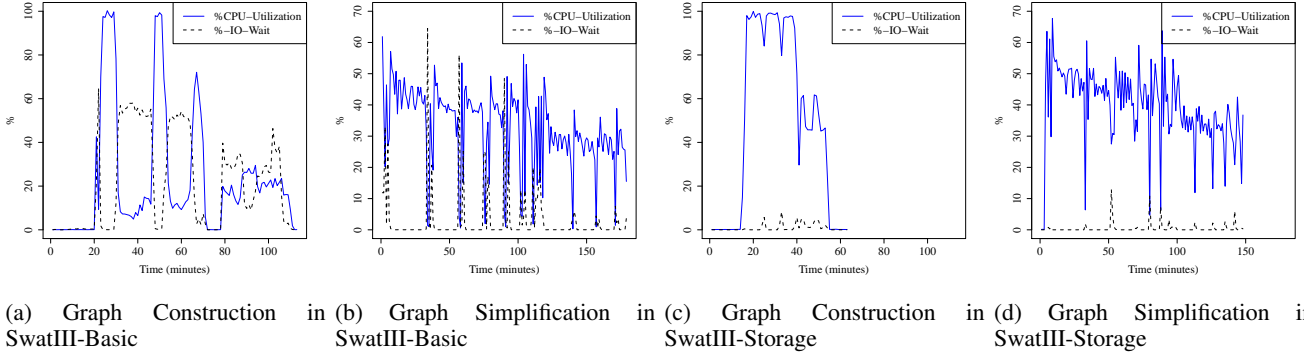 %CPU−Utilization
%−IO−Wait
%
0 20 40 60 80 100
0 20 40 60 80 100
Time (minutes)
%CPU−Utilization
%−IO−Wait
%
0 10 20 30 40 50 60 70
0 50 100 150
Time (minutes)
%CPU−Utilization
%−IO−Wait
%
0 20 40 60 80 100
0 20 40 60 80 100
Time (minutes)
%CPU−Utilization
%−IO−Wait
%
0 10 20 30 40 50 60 70
0 50 100 150
Time (minutes)
(a) Graph Construction in
SwatIII-Basic
(b) Graph Simplification in
SwatIII-Basic
(c) Graph Construction in
SwatIII-Storage
(d) Graph Simplification in
SwatIII-Storage